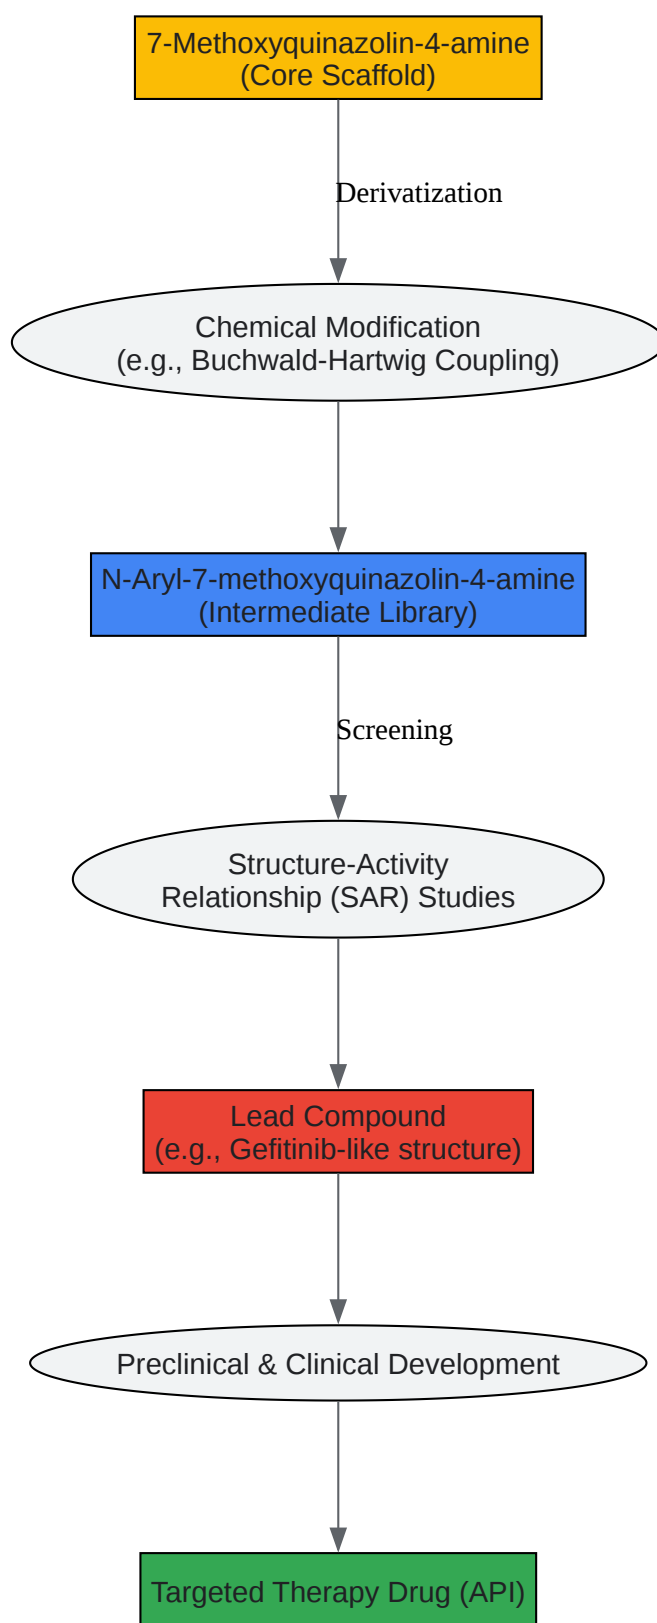 7-Methoxyquinazolin-4-amine
(Core Scaffold)
Derivatization
Chemical Modification
(e.g., Buchwald-Hartwig Coupling)
N-Aryl-7-methoxyquinazolin-4-amine
(Intermediate Library)
Screening
Structure-Activity
Relationship (SAR) Studies
Lead Compound
(e.g., Gefitinib-like structure)
Preclinical & Clinical Development
Targeted Therapy Drug (API)